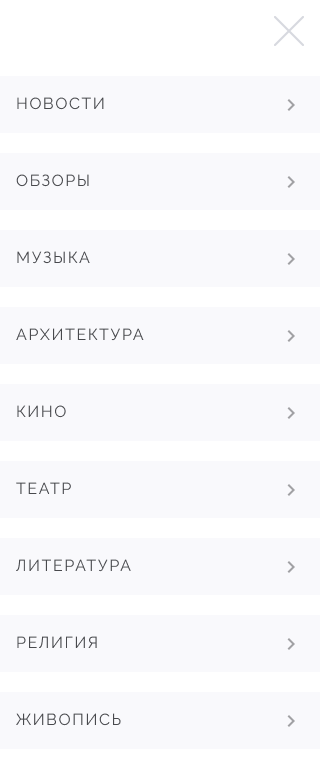 НОВОСТИ
ОБЗОРЫ
МУЗЫКА
АРХИТЕКТУРА
КИНО
ТЕАТР
ЛИТЕРАТУРА
РЕЛИГИЯ
ЖИВОПИСЬ